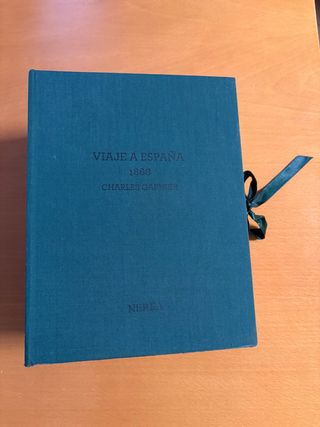 VIAJE A ESPAÑA
1868
CHARLES GARNIER
NEREA